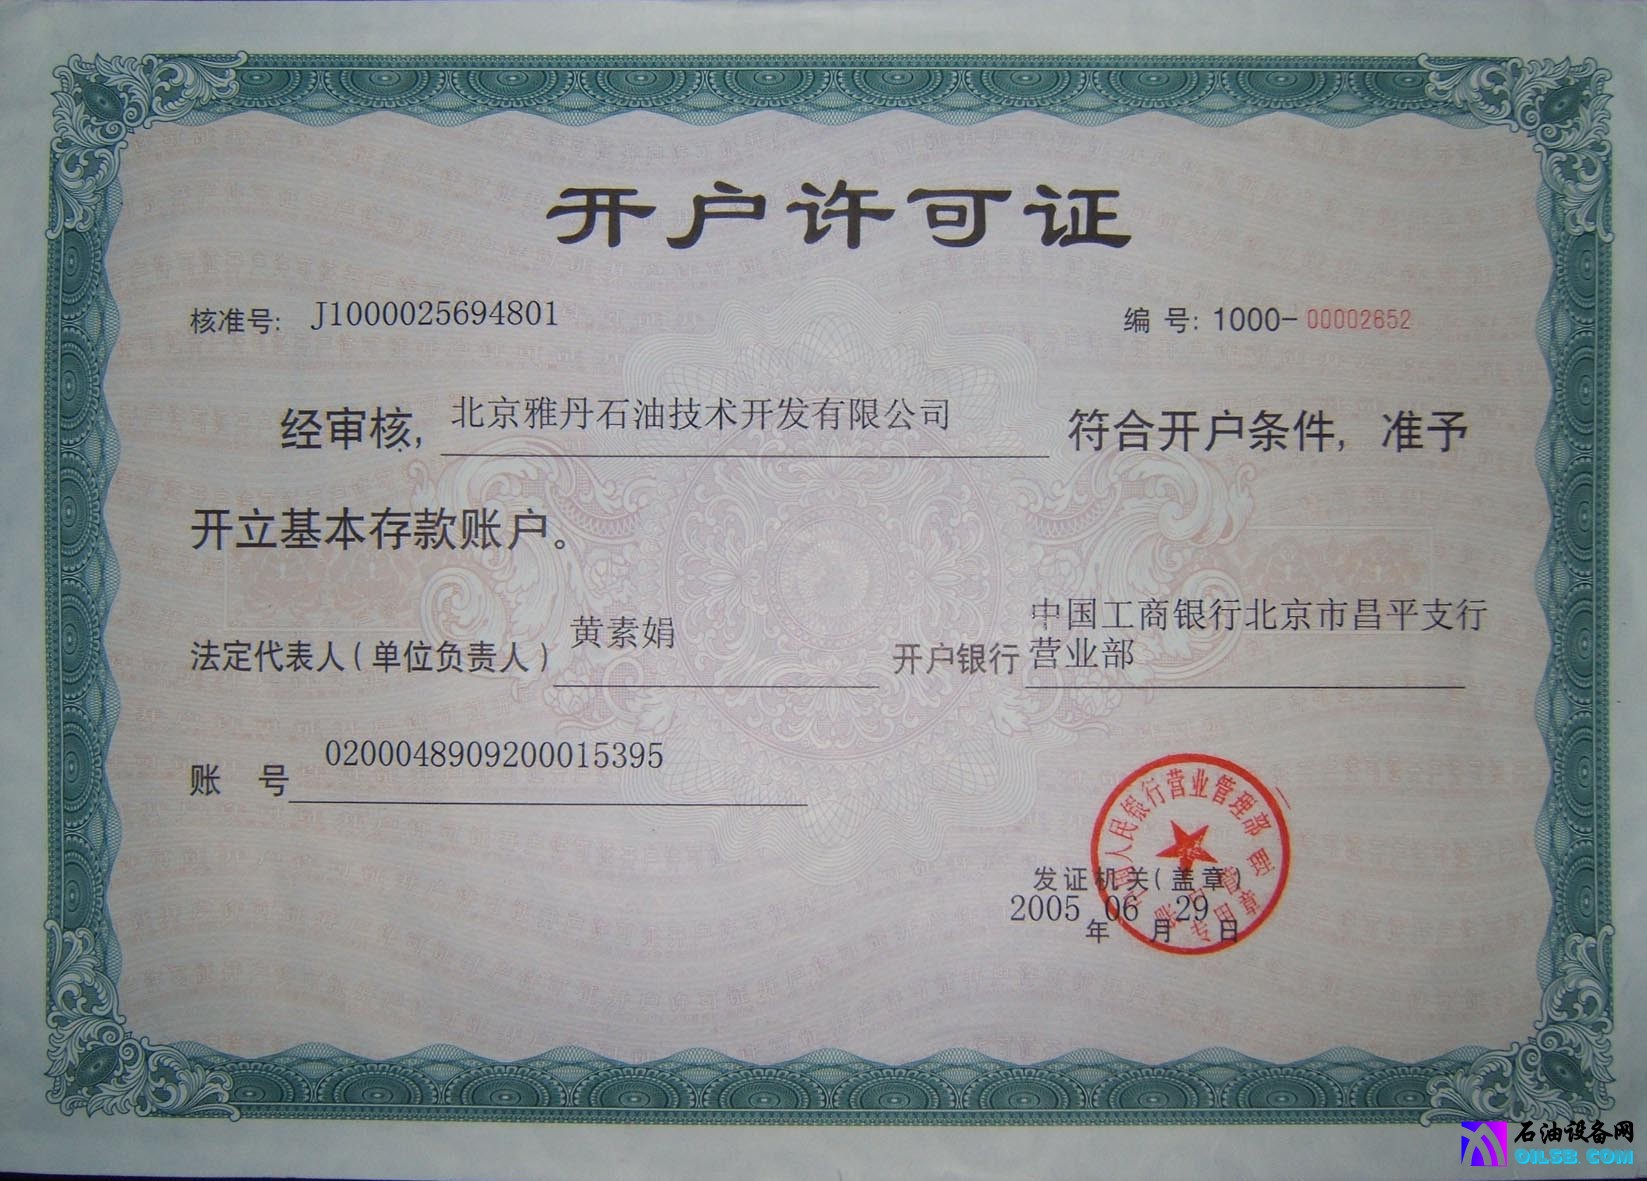 开户许可证
核准号: J1000025694801
编 号: 1000-00002652
经审核, 北京雅丹石油技术开发有限公司 符合开户条件, 准予
开立基本存款账户。
法定代表人(单位负责人) 黄素娟
开户银行 中国工商银行北京市昌平支行
营业部
账 号 0200048909200015395
人民银行营业管理部
发证机关(盖章)
2005 06 29
年 月 日
专用章
石油设备网
OILSB.COM